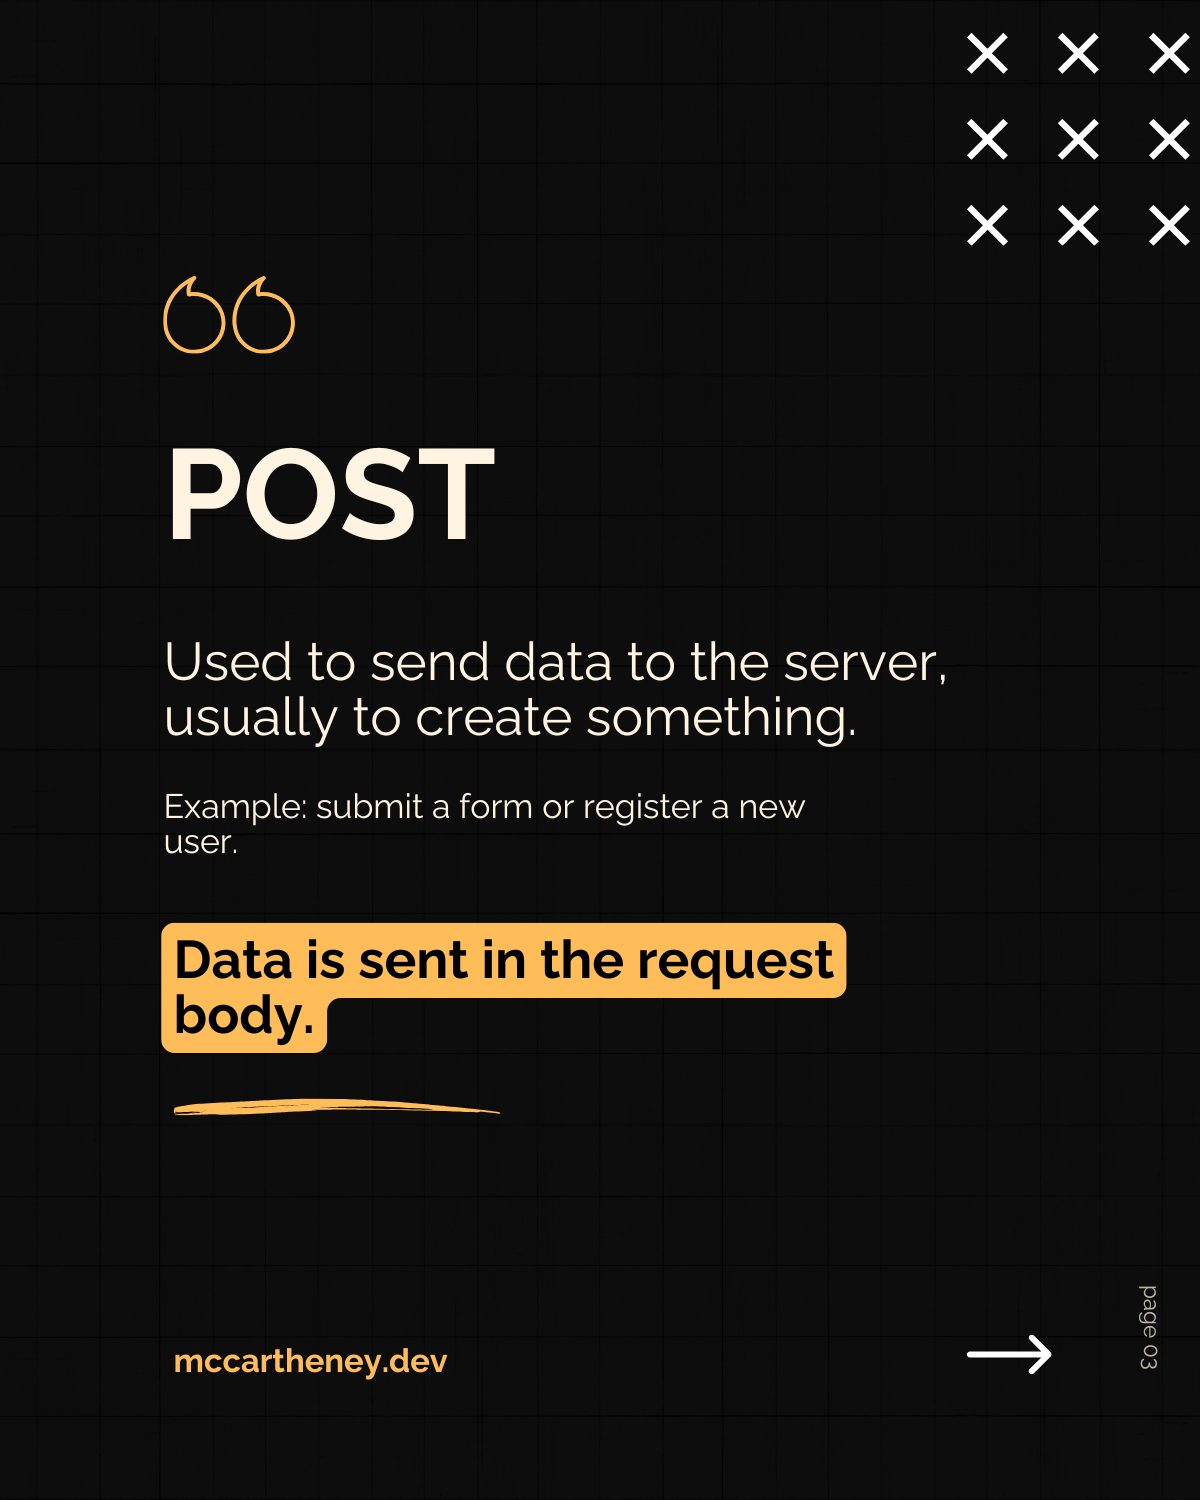 POST
Used to send data to the server,
usually to create something.
Example: submit a form or register a new
user.
Data is sent in the request
body.
mccartheney.dev
page 03